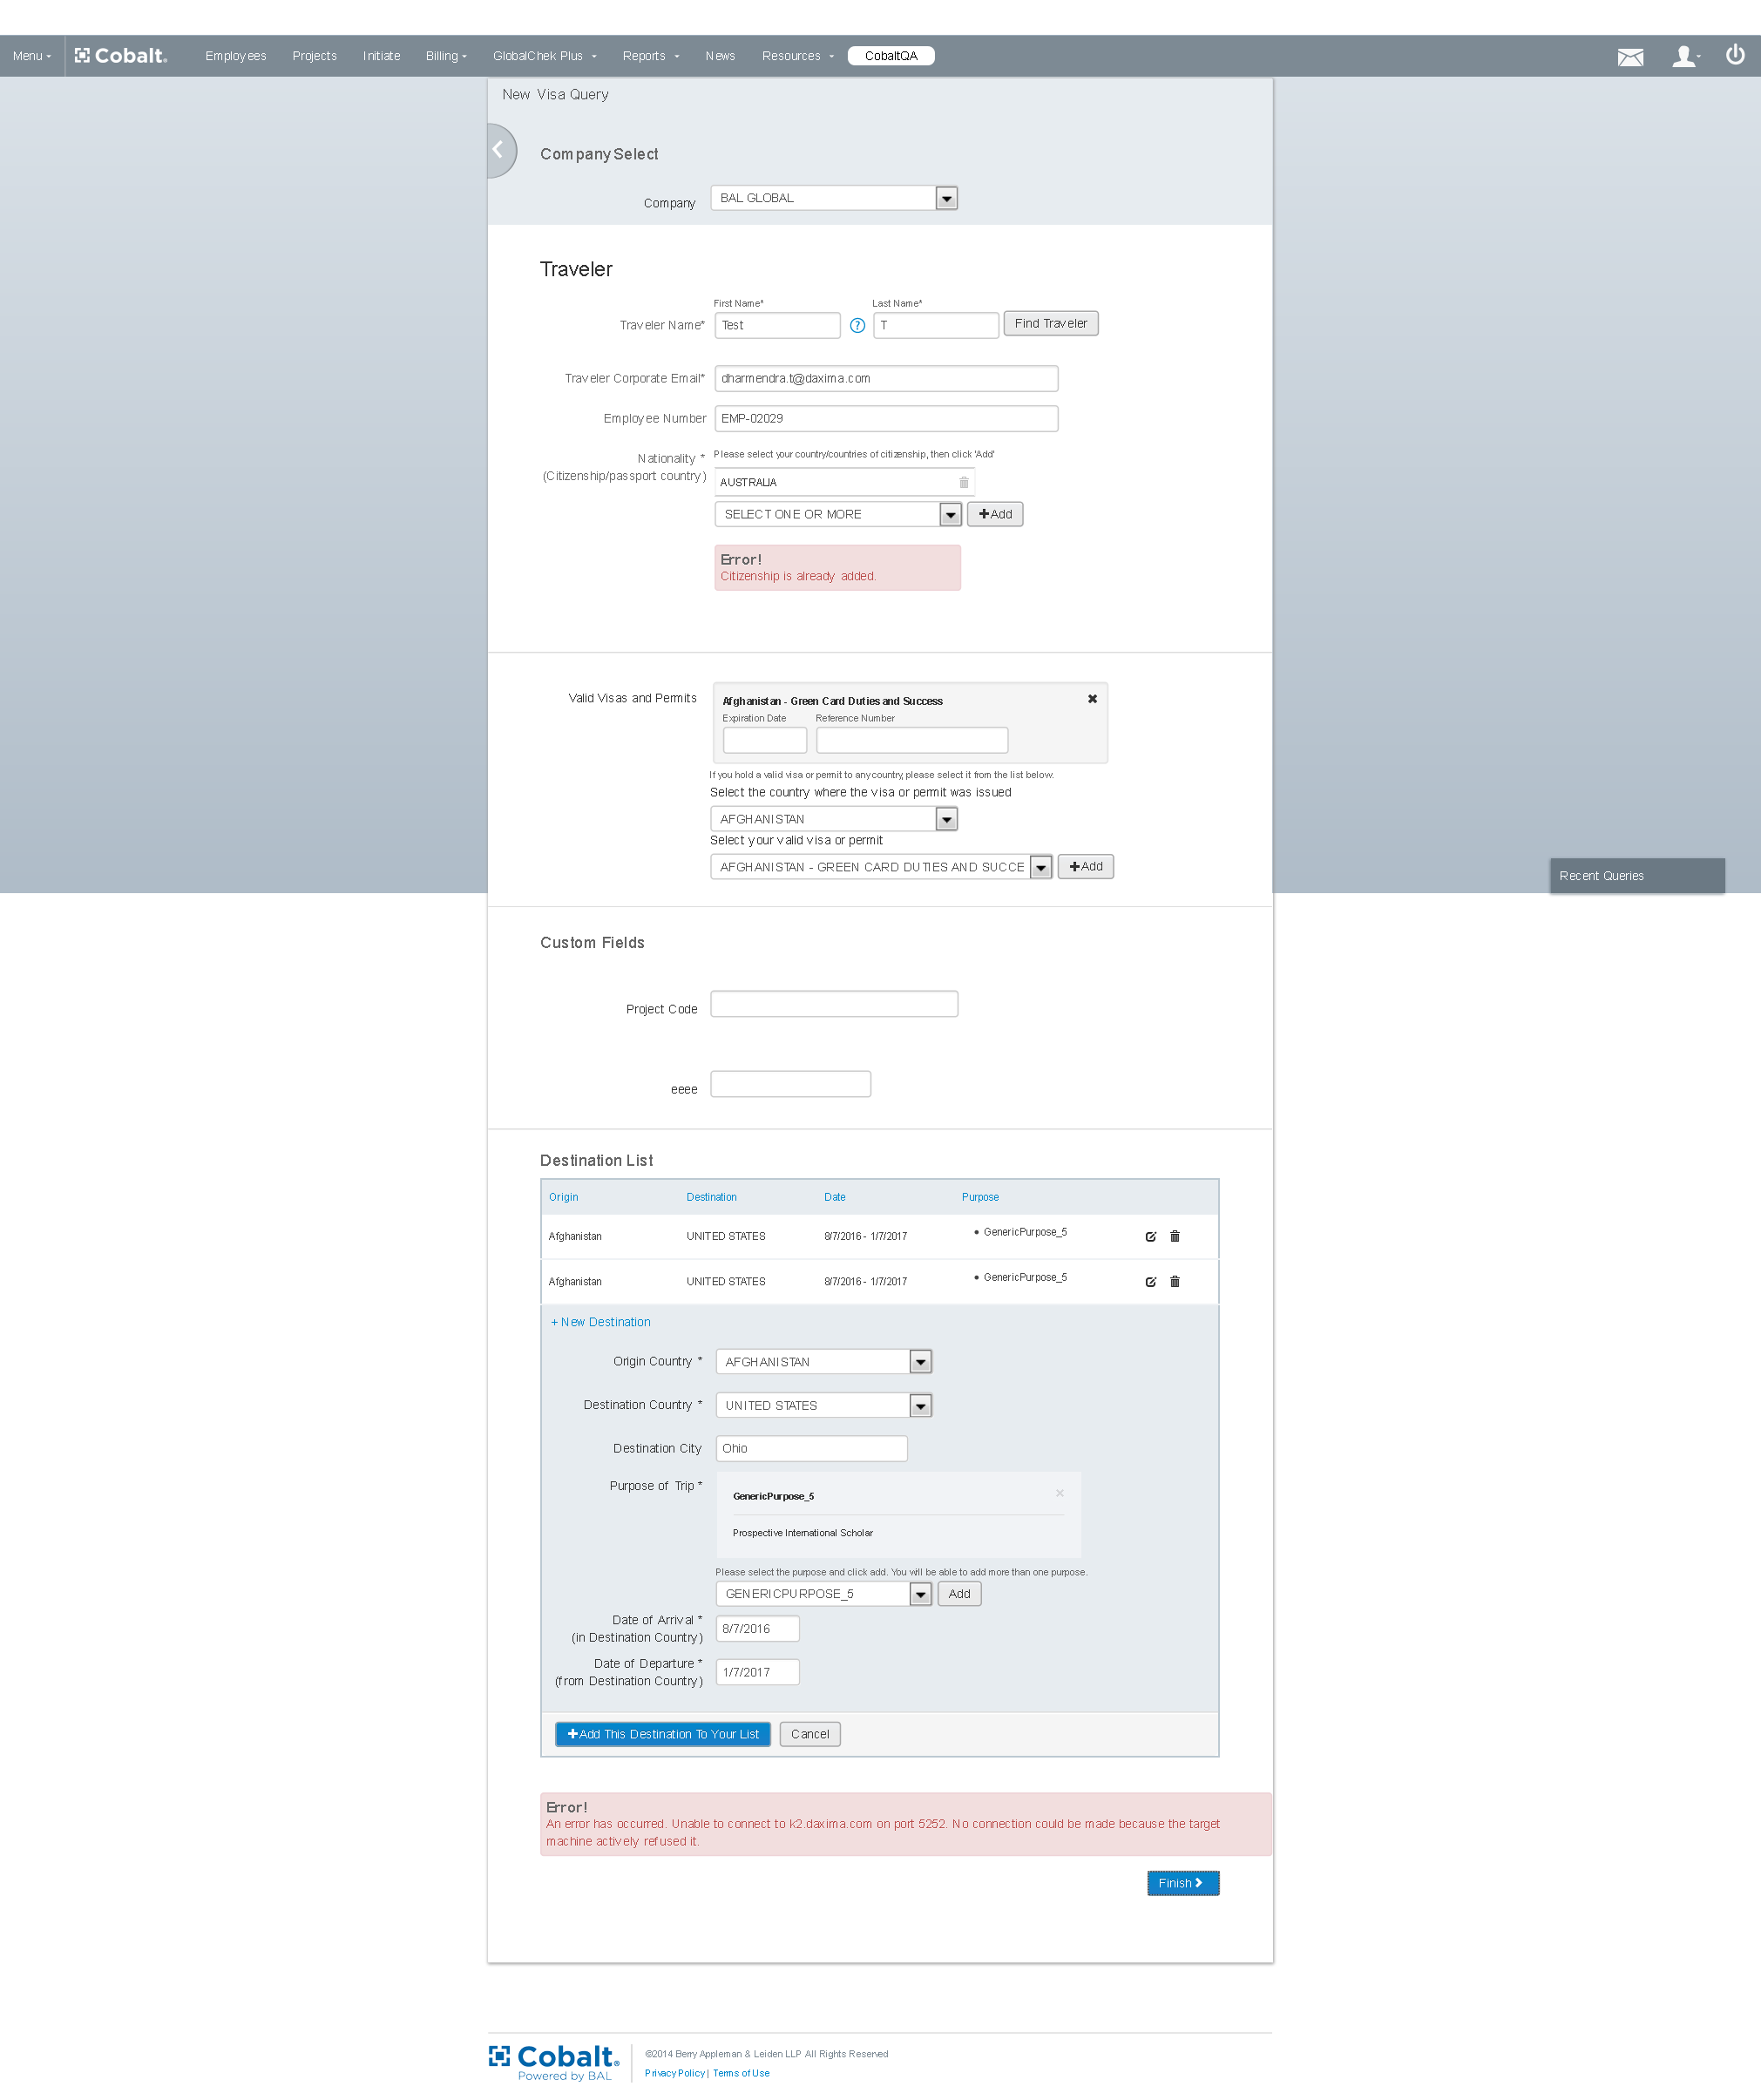 Menu
Cobalt.
Employees
Projects
Initiate
Billing
GlobalChek Plus
Reports
News
Resources
CobaltQA
New Visa Query
Company Select
Company
BAL GLOBAL
Traveler
First Name*
Last Name*
Traveler Name*
Test
?
T
Find Traveler
Traveler Corporate Email*
dharmendra.t@daxima.com
Employee Number
EMP-02029
Nationality *
(Citizenship/passport country)
Please select your country/countries of citizenship, then click 'Add'
AUSTRALIA
SELECT ONE OR MORE
+Add
Error!
Citizenship is already added.
Valid Visas and Permits
Afghanistan - Green Card Duties and Success
Expiration Date
Reference Number
If you hold a valid visa or permit to any country, please select it from the list below.
Select the country where the visa or permit was issued
AFGHANISTAN
Select your valid visa or permit
AFGHANISTAN - GREEN CARD DUTIES AND SUCCE
+Add
Recent Queries
Custom Fields
Project Code
eeee
Destination List
Origin Destination Date Purpose
Afghanistan UNITED STATES 8/7/2016 - 1/7/2017 • GenericPurpose_5
Afghanistan UNITED STATES 8/7/2016 - 1/7/2017 • GenericPurpose_5
+ New Destination
Origin Country *
AFGHANISTAN
Destination Country *
UNITED STATES
Destination City
Ohio
Purpose of Trip *
GenericPurpose_5
Prospective International Scholar
Please select the purpose and click add. You will be able to add more than one purpose.
GENERICPURPOSE_5
Add
Date of Arrival *
(in Destination Country)
8/7/2016
Date of Departure *
(from Destination Country)
1/7/2017
+Add This Destination To Your List
Cancel
Error!
An error has occurred. Unable to connect to k2.daxima.com on port 5252. No connection could be made because the target
machine actively refused it.
Finish
Cobalt.
Powered by BAL
©2014 Berry Appleman & Leiden LLP All Rights Reserved
Privacy Policy | Terms of Use